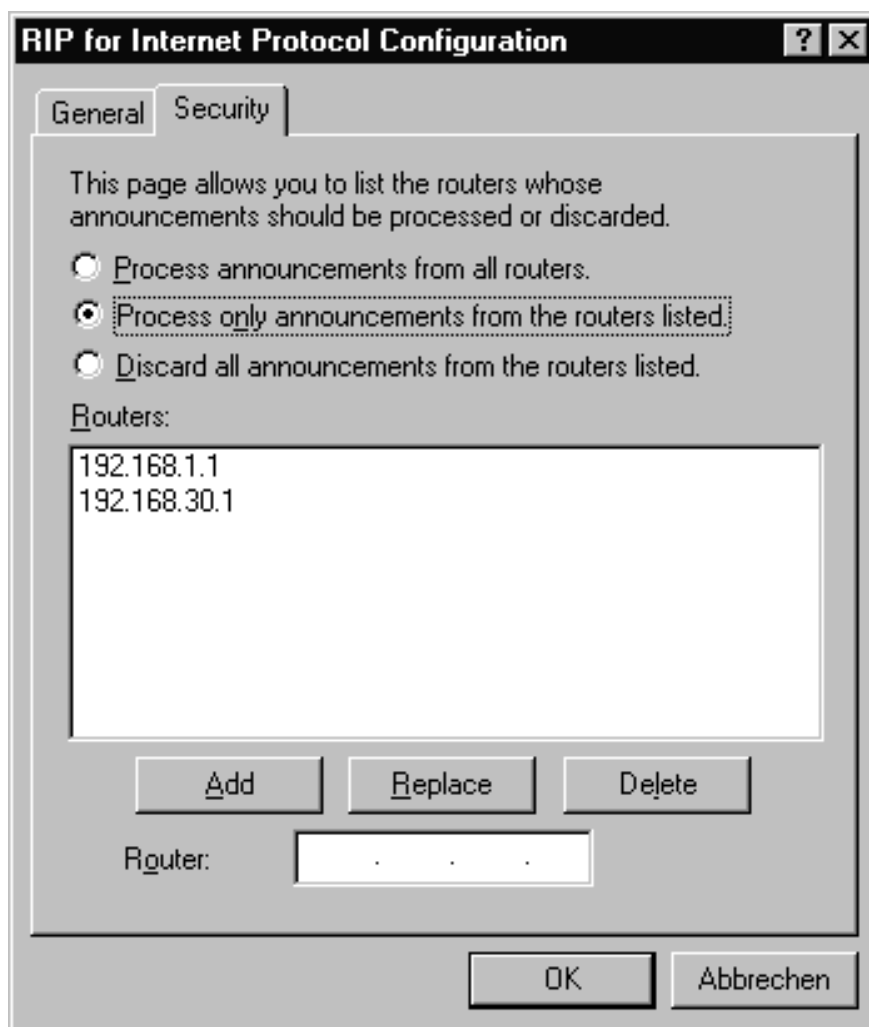 RIP for Internet Protocol Configuration
General
Security
This page allows you to list the routers whose
announcements should be processed or discarded.
Process announcements from all routers.
Process only announcements from the routers listed.
Discard all announcements from the routers listed.
Routers:
192.168.1.1
192.168.30.1
Add
Replace
Delete
Router:
OK
Abbrechen